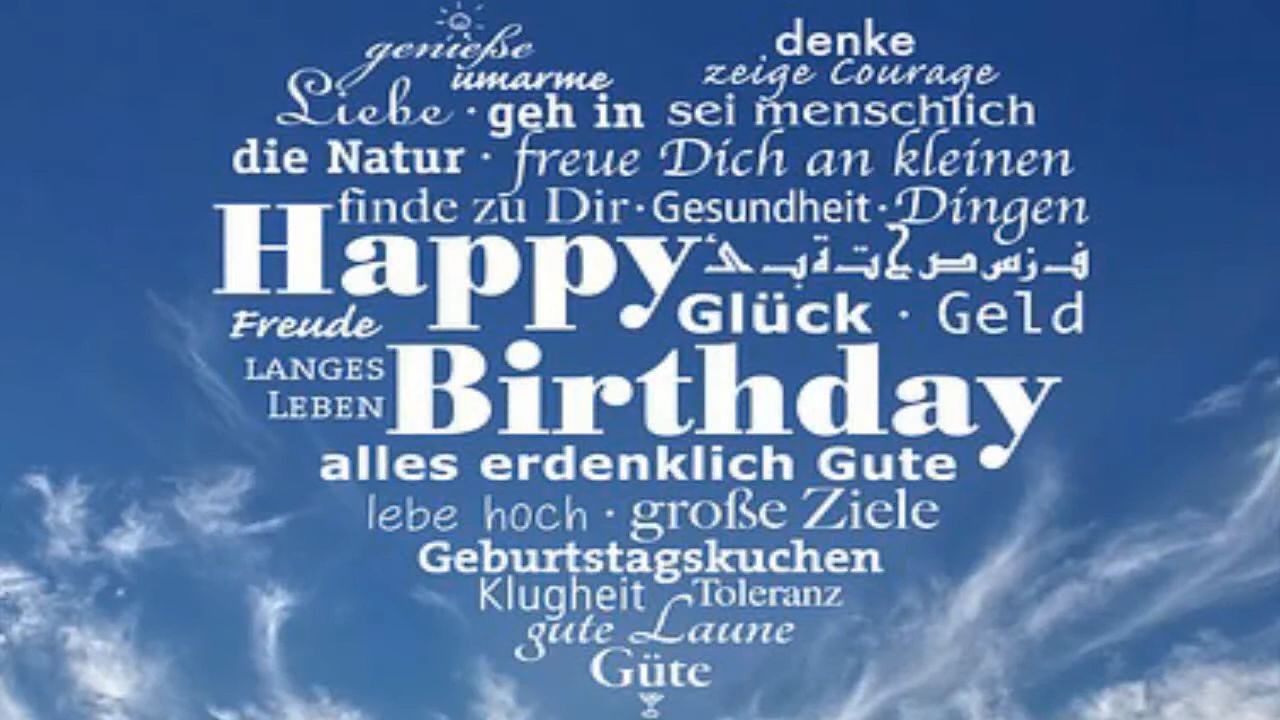 genieße
denke
umarme
zeige Courage
Liebe · geh in
sei menschlich
die Natur · freue Dich an kleinen
finde zu Dir · Gesundheit · Dingen
Happy
Glück · Geld
Freude
LANGES
LEBEN
Birthday
alles erdenklich Gute
lebe hoch · große Ziele
Geburtstagskuchen
Klugheit
Toleranz
gute Laune
Güte